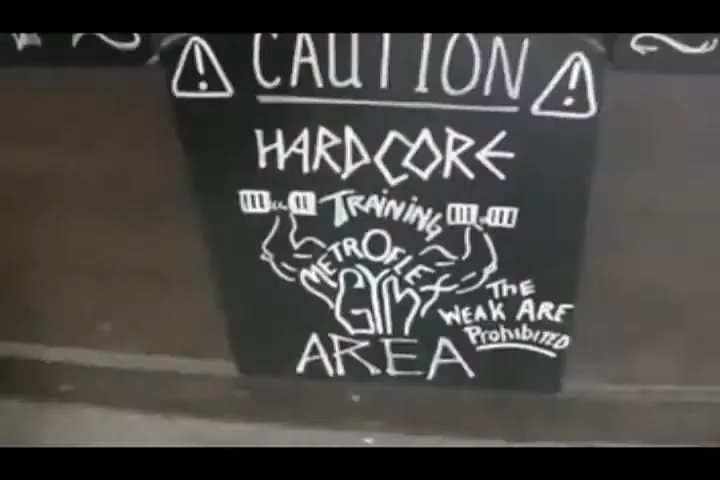 CAUTION
HARDCORE
TRAINING
METROFLEX
GYM
THE
WEAK ARE
PROHIBITED
AREA